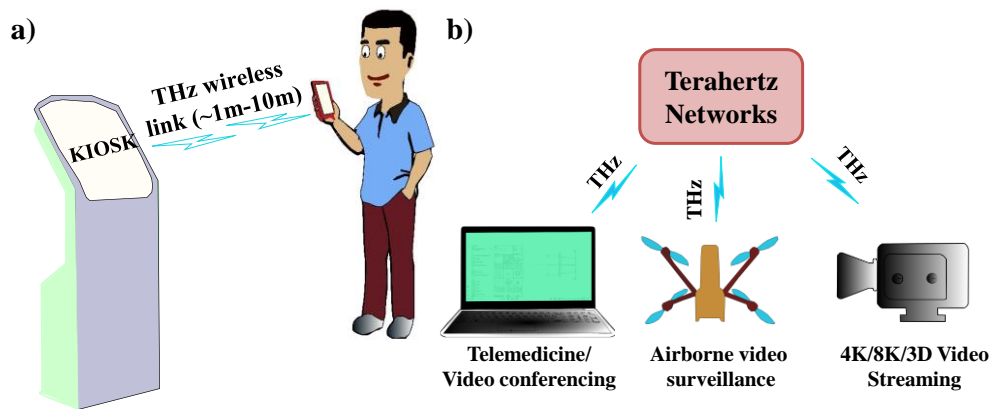 a)
THz wireless
link (~1m-10m)
KIOSK
b)
Terahertz
Networks
THz
THz
THz
Telemedicine/
Video conferencing
Airborne video
surveillance
4K/8K/3D Video
Streaming